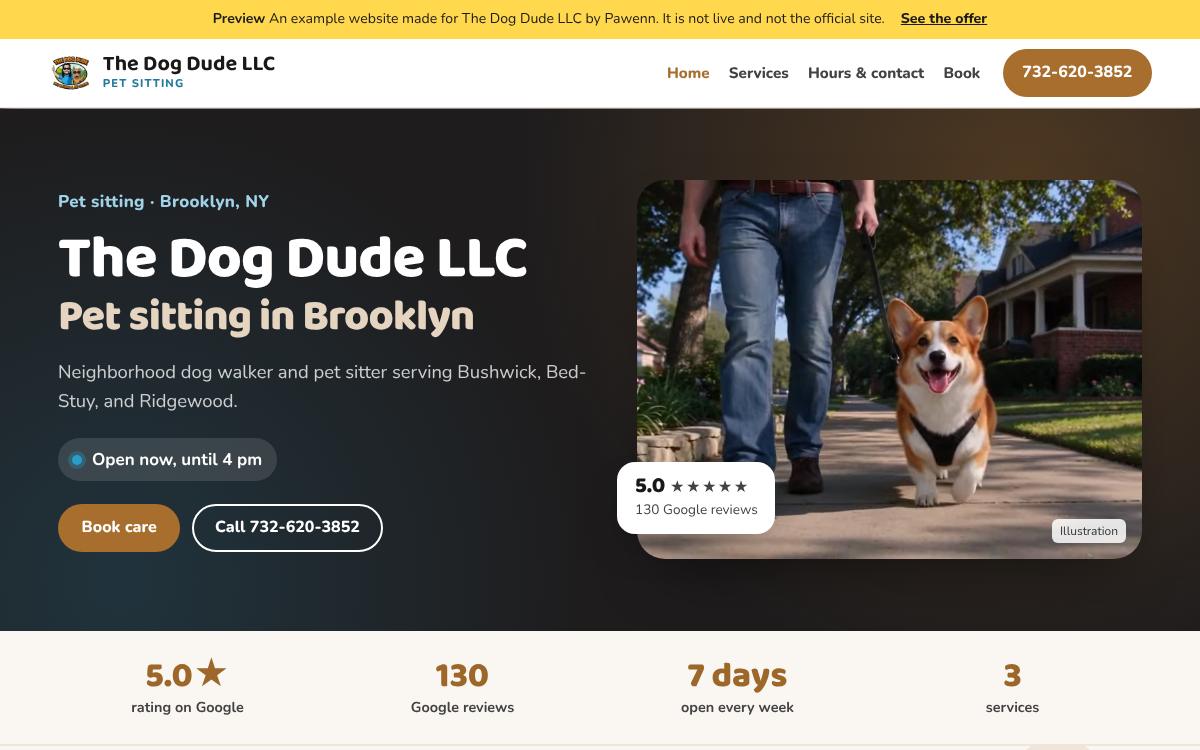 Preview An example website made for The Dog Dude LLC by Pawenn. It is not live and not the official site. See the offer
The Dog Dude LLC
PET SITTING
Home Services Hours & contact Book 732-620-3852
Pet sitting · Brooklyn, NY
The Dog Dude LLC
Pet sitting in Brooklyn
Neighborhood dog walker and pet sitter serving Bushwick, Bed-
Stuy, and Ridgewood.
Open now, until 4 pm
Book care Call 732-620-3852
5.0 ★★★★★
130 Google reviews
Illustration
5.0★ 130 7 days 3
rating on Google Google reviews open every week services